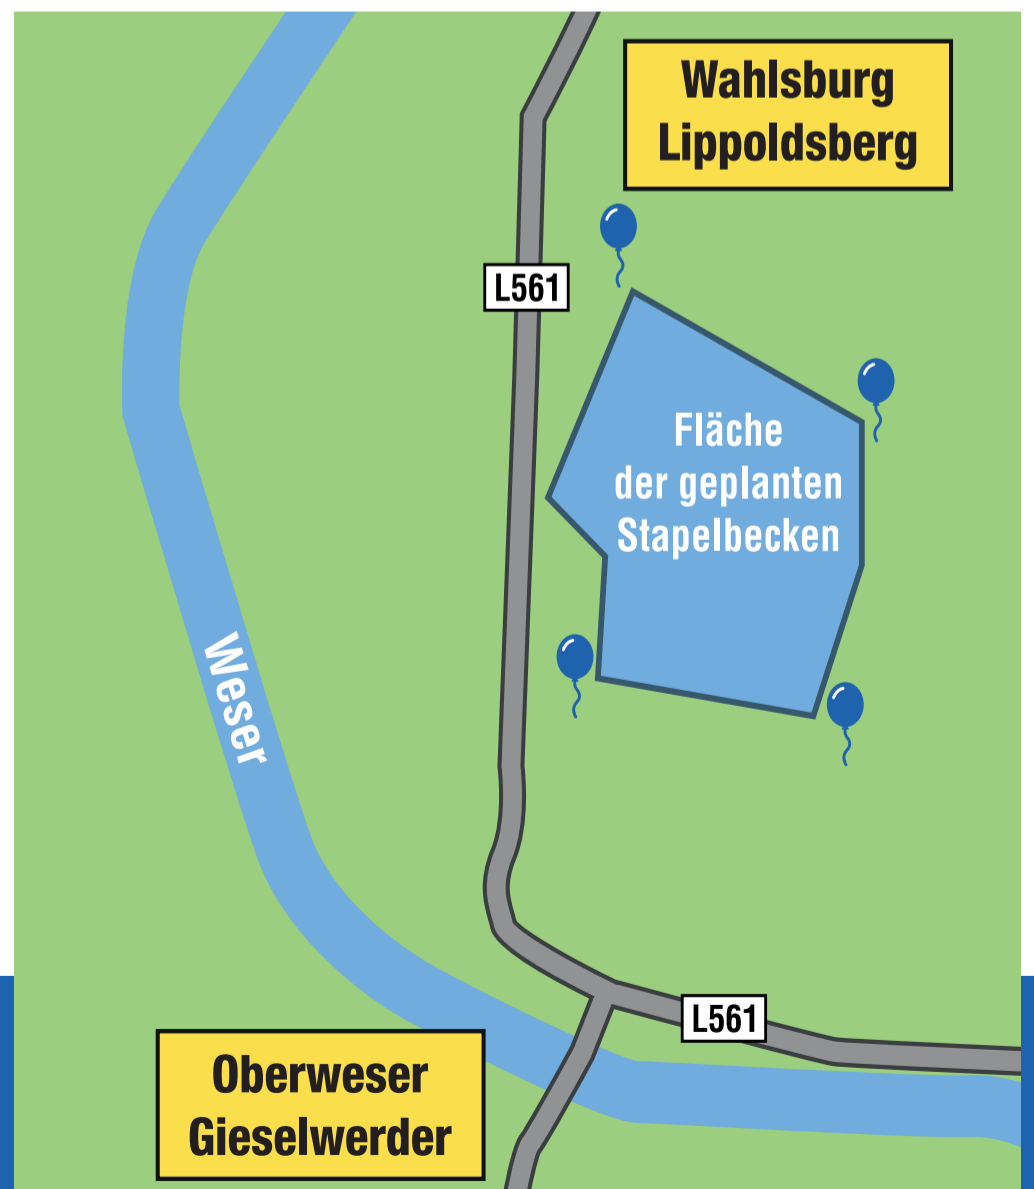 Wahlsburg
Lippoldsberg
L561
Fläche
der geplanten
Stapelbecken
Weser
L561
Oberweser
Gieselwerder